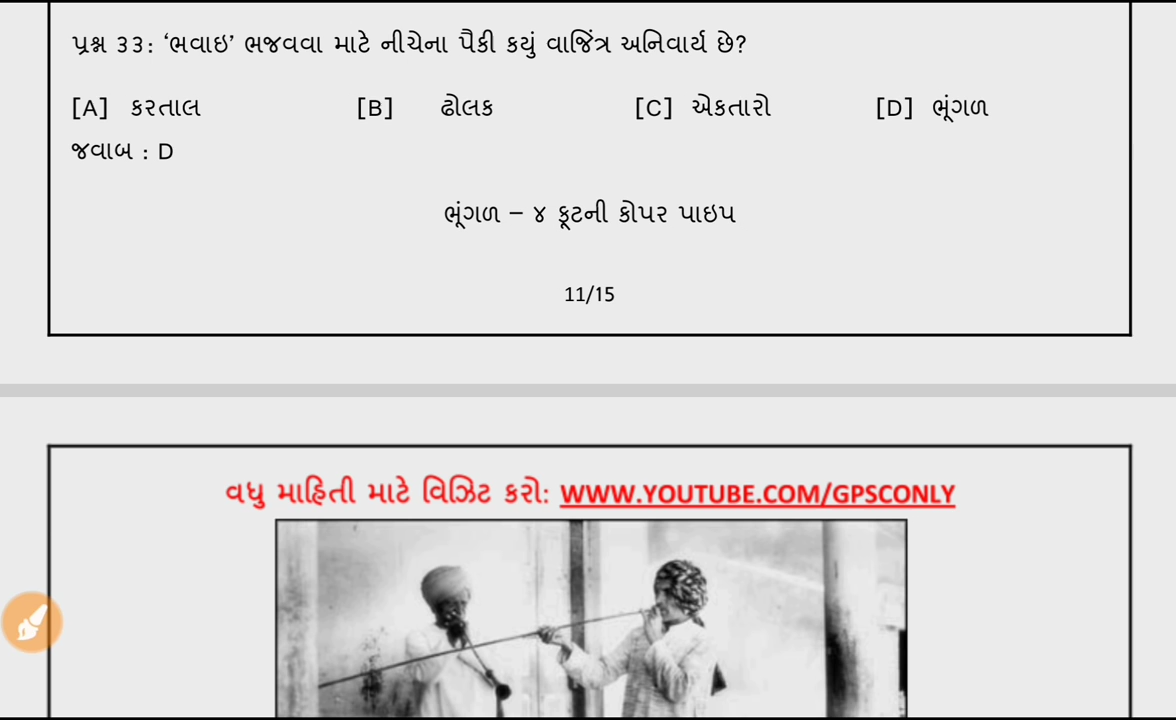 પ્રશ્ન ૩૩: ‘ભવાઇ’ ભજવવા માટે નીચેના પૈકી કયું વાજિંત્ર અનિવાર્ય છે?
[A] કરતાલ [B] ઢોલક [C] એકતારો [D] ભૂંગળ
જવાબ : D
ભૂંગળ – ૪ ફૂટની કોપર પાઇપ
11/15
વધુ માહિતી માટે વિઝિટ કરો: WWW.YOUTUBE.COM/GPSCONLY